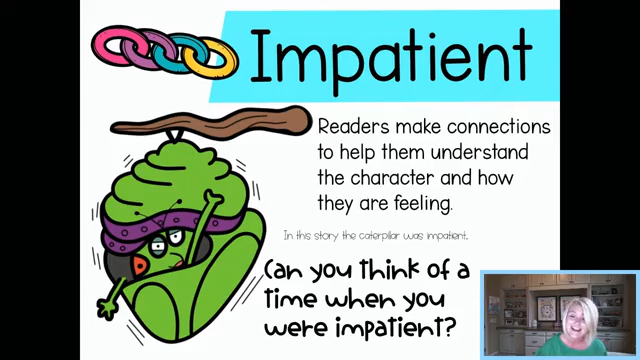 Impatient
Readers make connections
to help them understand
the character and how
they are feeling.
In this story the caterpillar was impatient.
Can you think of a
time when you
were impatient?